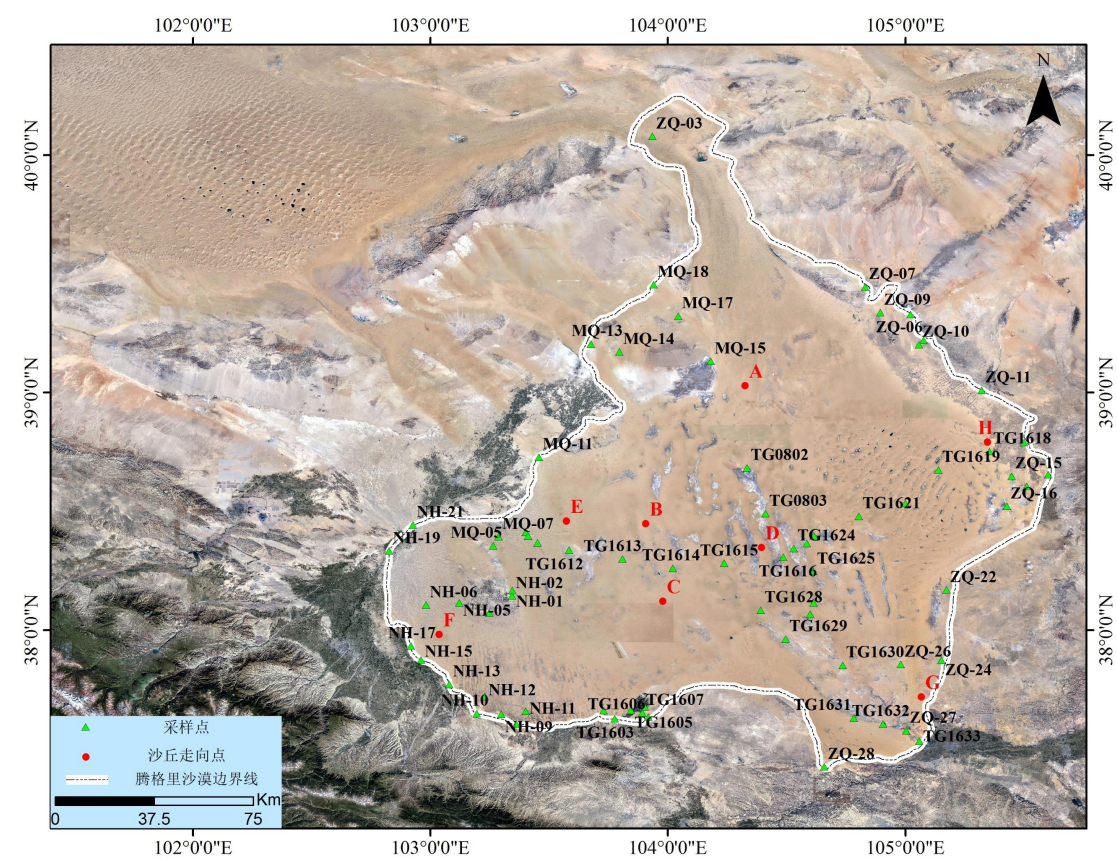 102°0'0"E
103°0'0"E
104°0'0"E
105°0'0"E
N
40°0'0"N
40°0'0"N
39°0'0"N
39°0'0"N
38°0'0"N
38°0'0"N
ZQ-03
MQ-18
ZQ-07
MQ-17
ZQ-09
ZQ-06
ZQ-10
MQ-13
MQ-14
MQ-15
A
ZQ-11
H
TG1618
MQ-11
TG0802
TG1619
ZQ-15
ZQ-16
TG0803
TG1621
NH-21
E
B
MQ-07
MQ-05
NH-19
D
TG1624
TG1613
TG1614
TG1615
TG1625
TG1612
TG1616
NH-02
NH-06
NH-01
NH-05
C
ZQ-22
TG1628
F
NH-17
TG1629
NH-15
TG1630
ZQ-26
ZQ-24
NH-13
G
NH-10
NH-12
NH-11
TG1606
TG1607
TG1631
TG1632
ZQ-27
NH-09
TG1603
TG1605
TG1633
ZQ-28
采样点
沙丘走向点
腾格里沙漠边界线
Km
0
37.5
75
102°0'0"E
103°0'0"E
104°0'0"E
105°0'0"E